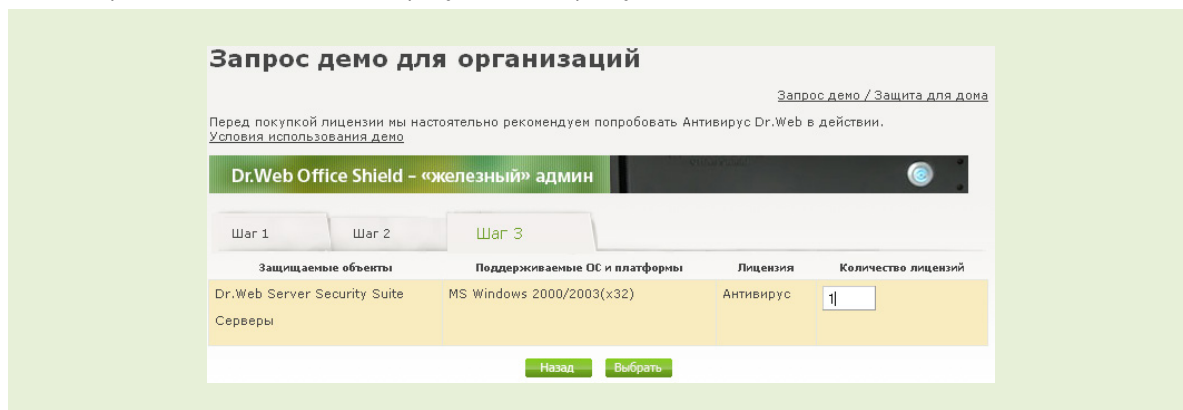 Запрос демо для организаций
Запрос демо / Защита для дома
Перед покупкой лицензии мы настоятельно рекомендуем попробовать Антивирус Dr.Web в действии.
Условия использования демо
Dr.Web Office Shield – «железный» админ
Шаг 1 Шаг 2 Шаг 3
Защищаемые объекты Поддерживаемые ОС и платформы Лицензия Количество лицензий
Dr.Web Server Security Suite MS Windows 2000/2003(x32) Антивирус 1
Серверы
Назад Выбрать